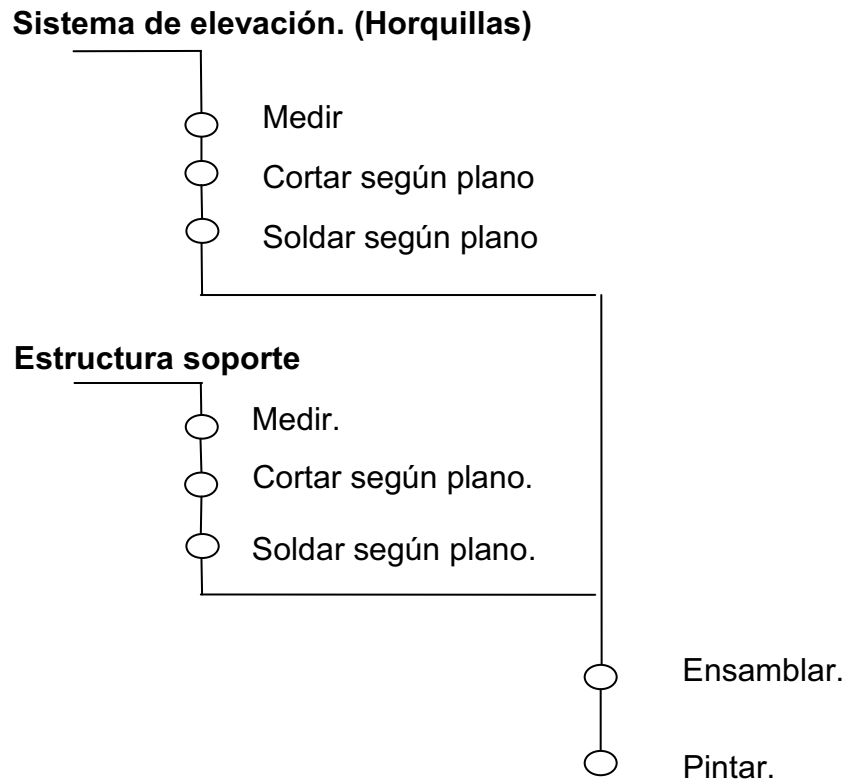 Sistema de elevación. (Horquillas)
Medir
Cortar según plano
Soldar según plano
Estructura soporte
Medir.
Cortar según plano.
Soldar según plano.
Ensamblar.
Pintar.